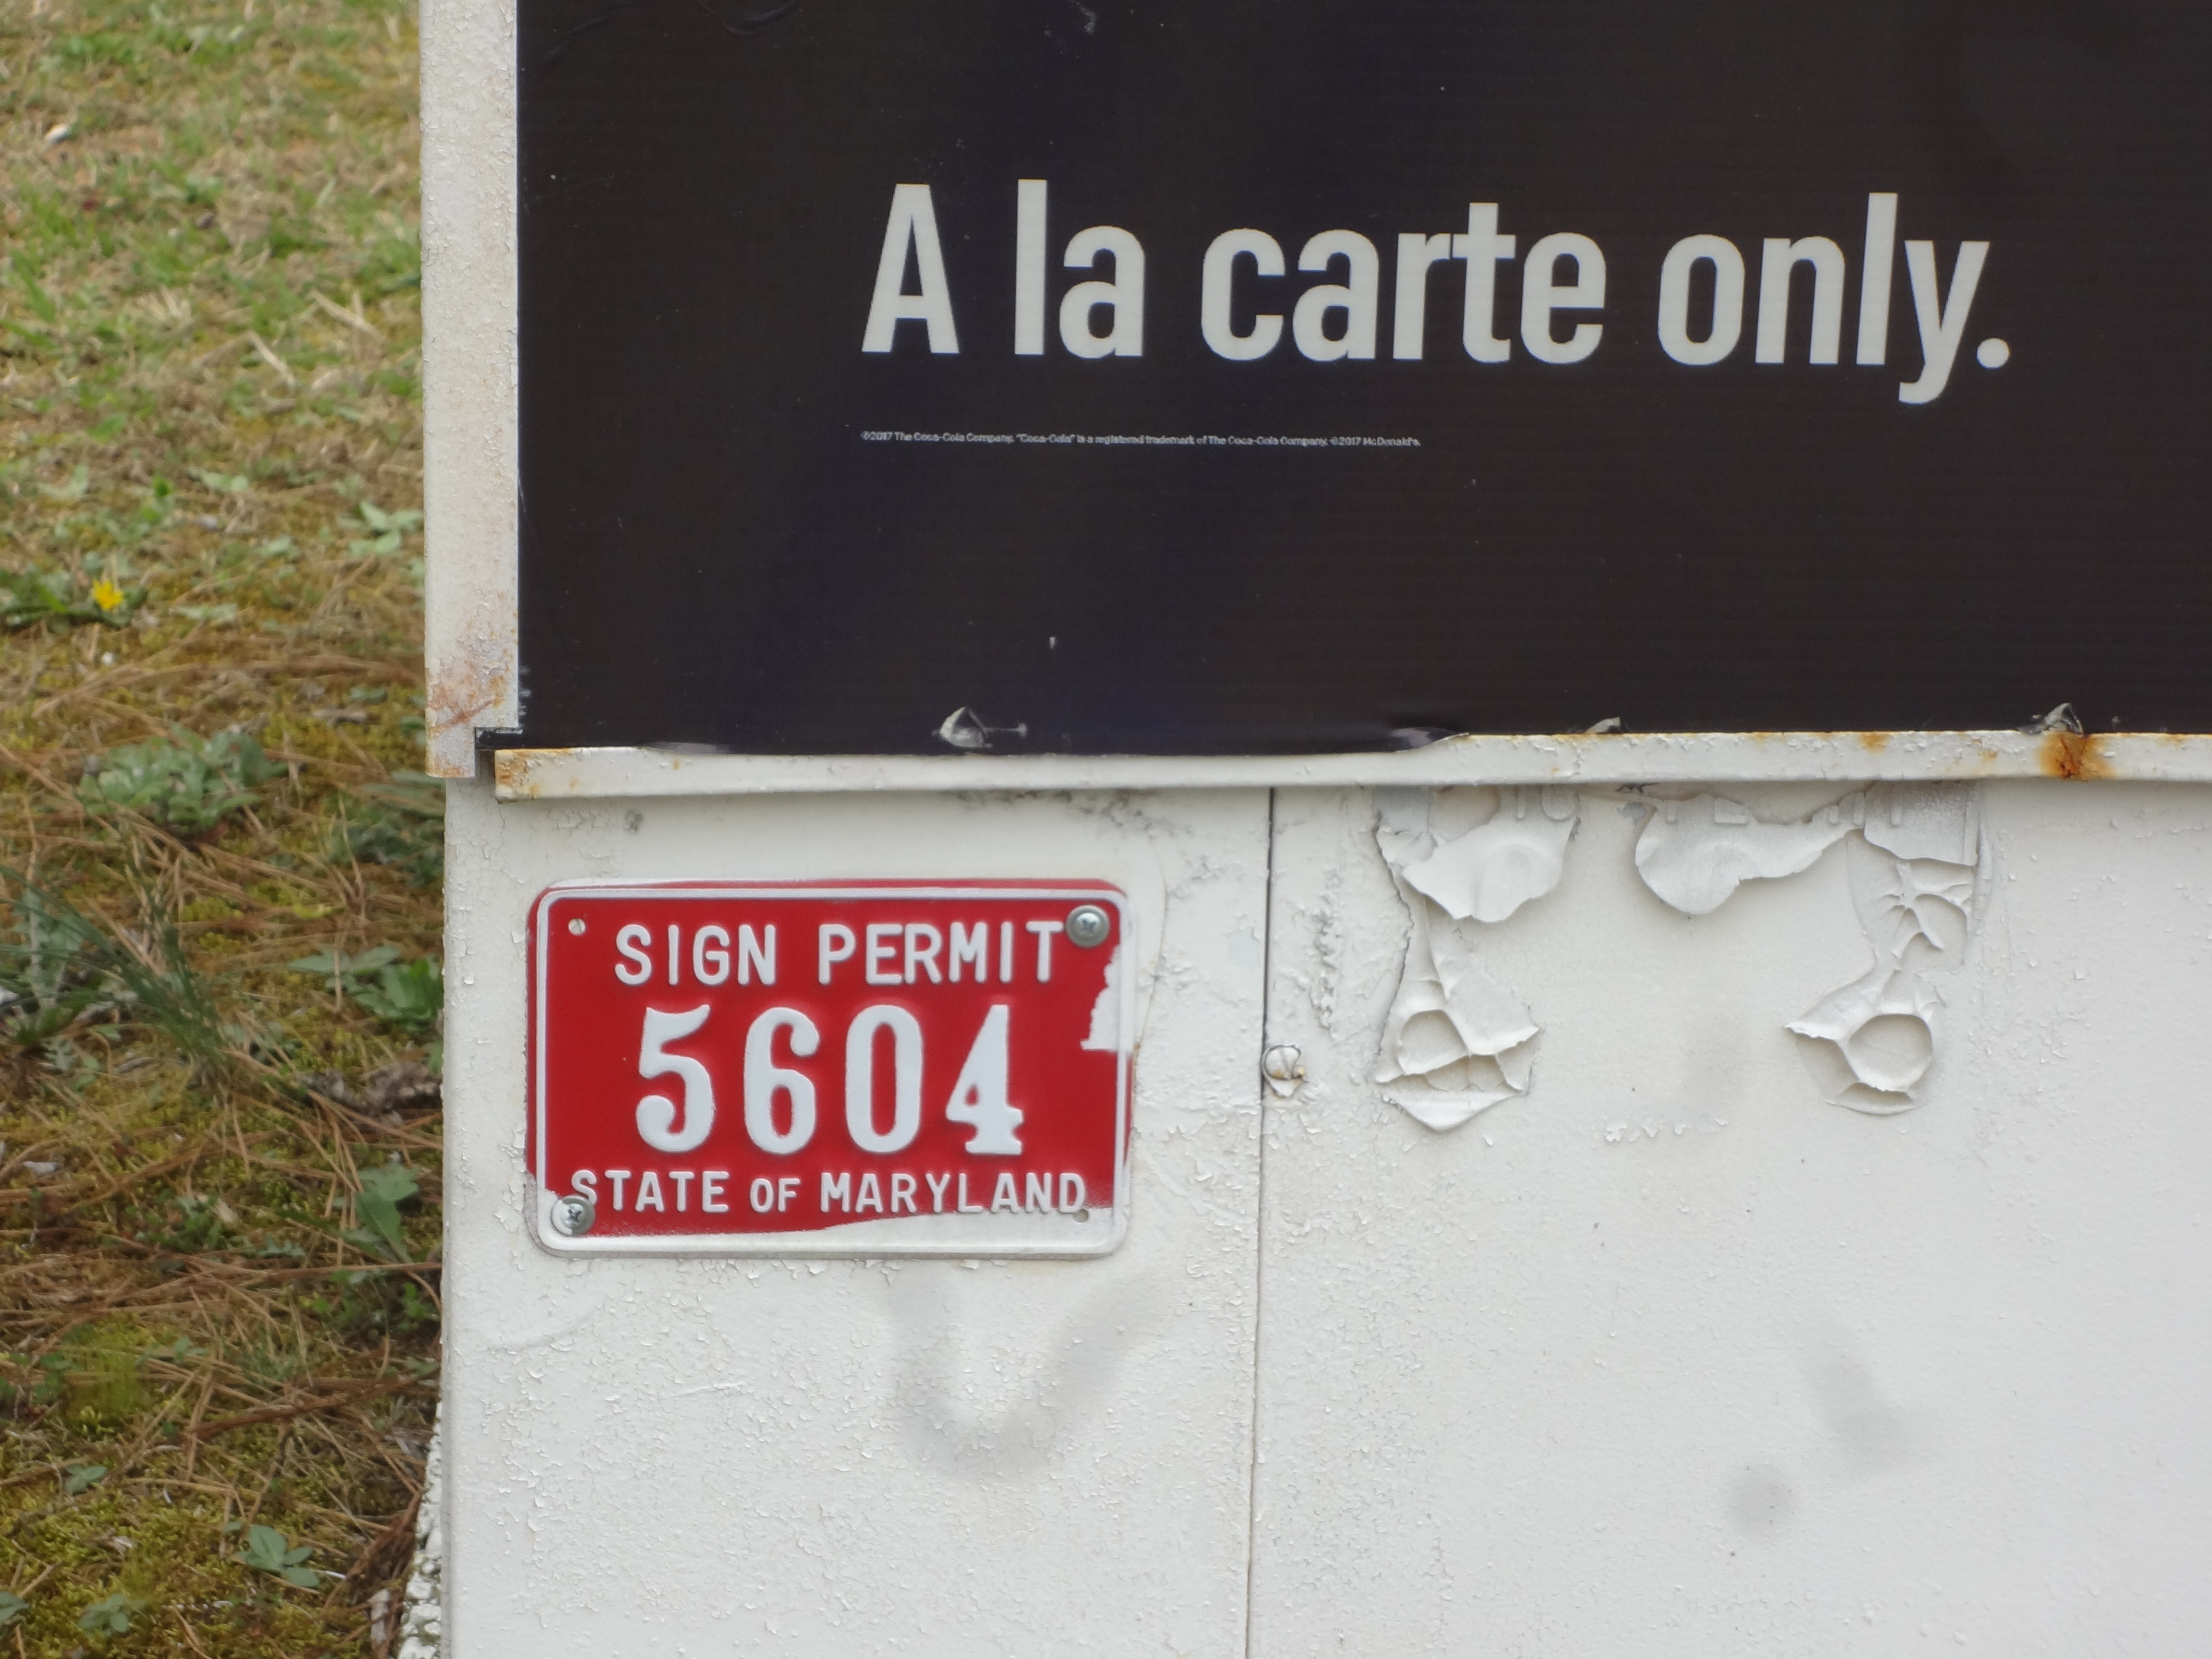 A la carte only.
©2017 The Coca-Cola Company. "Coca-Cola" is a registered trademark of The Coca-Cola Company. ©2017 McDonald's.
SIGN PERMIT
5604
STATE OF MARYLAND